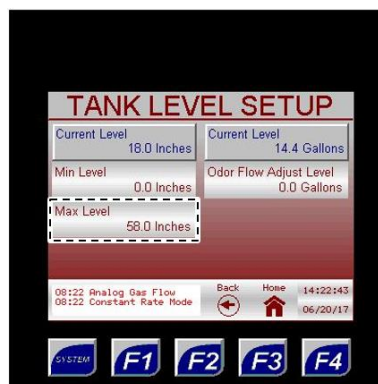 TANK LEVEL SETUP
Current Level
18.0 Inches
Current Level
14.4 Gallons
Min Level
0.0 Inches
Odor Flow Adjust Level
0.0 Gallons
Max Level
58.0 Inches
08:22 Analog Gas Flow
08:22 Constant Rate Mode
Back
Home
14:22:43
06/20/17
SYSTEM
F1
F2
F3
F4